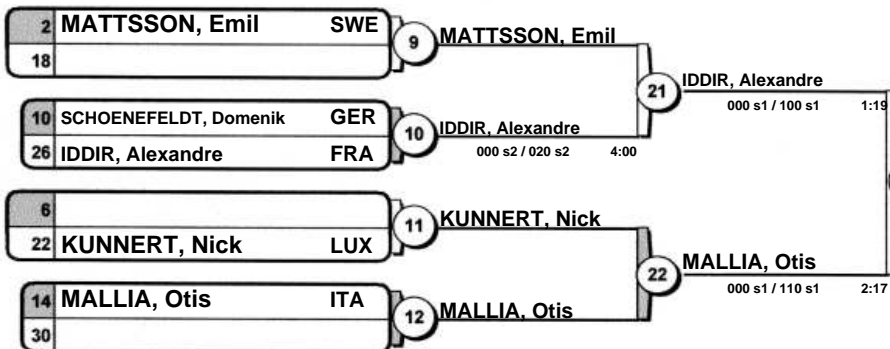 2 MATTSSON, Emil SWE
18
9 MATTSSON, Emil
10 SCHOENEFELDT, Domenik GER
26 IDDIR, Alexandre FRA
10 IDDIR, Alexandre
000 s2 / 020 s2 4:00
21 IDDIR, Alexandre
000 s1 / 100 s1 1:19
6
22 KUNNERT, Nick LUX
11 KUNNERT, Nick
14 MALLIA, Otis ITA
30
12 MALLIA, Otis
22 MALLIA, Otis
000 s1 / 110 s1 2:17